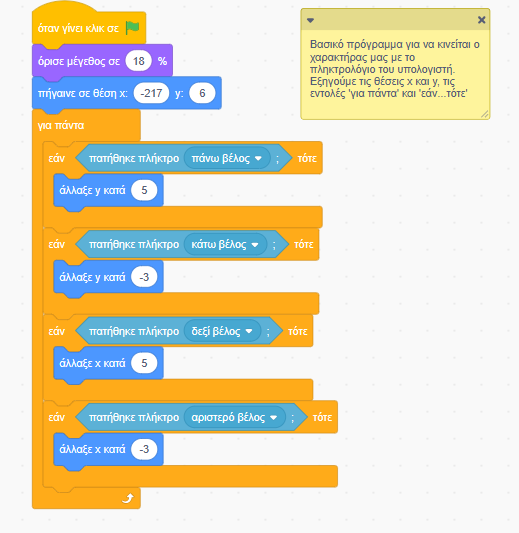 όταν γίνει κλικ σε
όρισε μέγεθος σε 18 %
πήγαινε σε θέση x: -217 y: 6
για πάντα
εάν πατήθηκε πλήκτρο πάνω βέλος ; τότε
άλλαξε y κατά 5
εάν πατήθηκε πλήκτρο κάτω βέλος ; τότε
άλλαξε y κατά -3
εάν πατήθηκε πλήκτρο δεξί βέλος ; τότε
άλλαξε x κατά 5
εάν πατήθηκε πλήκτρο αριστερό βέλος ; τότε
άλλαξε x κατά -3
Βασικό πρόγραμμα για να κινείται ο
χαρακτήρας μας με το
πληκτρολόγιο του υπολογιστή.
Εξηγούμε τις θέσεις x και y, τις
εντολές 'για πάντα' και 'εάν...τότε'